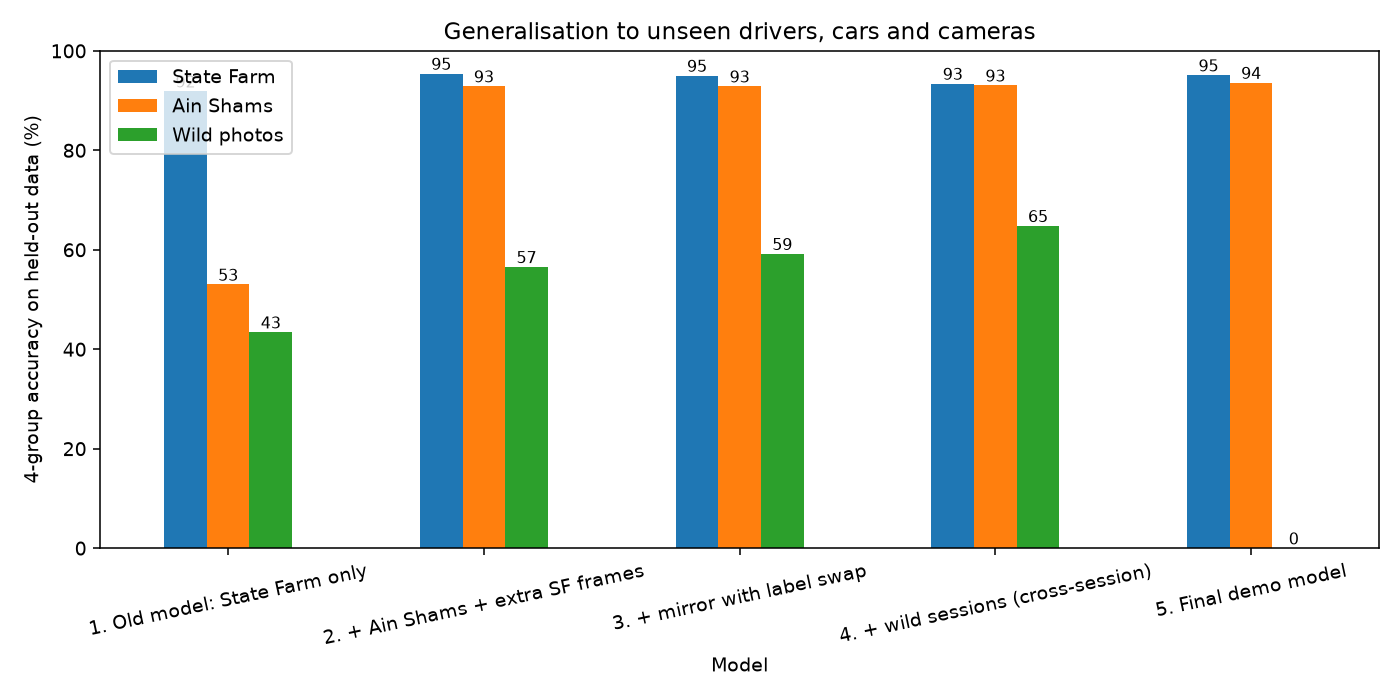 Generalisation to unseen drivers, cars and cameras
4-group accuracy on held-out data (%)
100
80
60
40
20
0
State Farm
Ain Shams
Wild photos
92
53
43
95
93
57
95
93
59
93
93
65
95
94
0
1. Old model: State Farm only
2. + Ain Shams + extra SF frames
3. + mirror with label swap
4. + wild sessions (cross-session)
5. Final demo model
Model